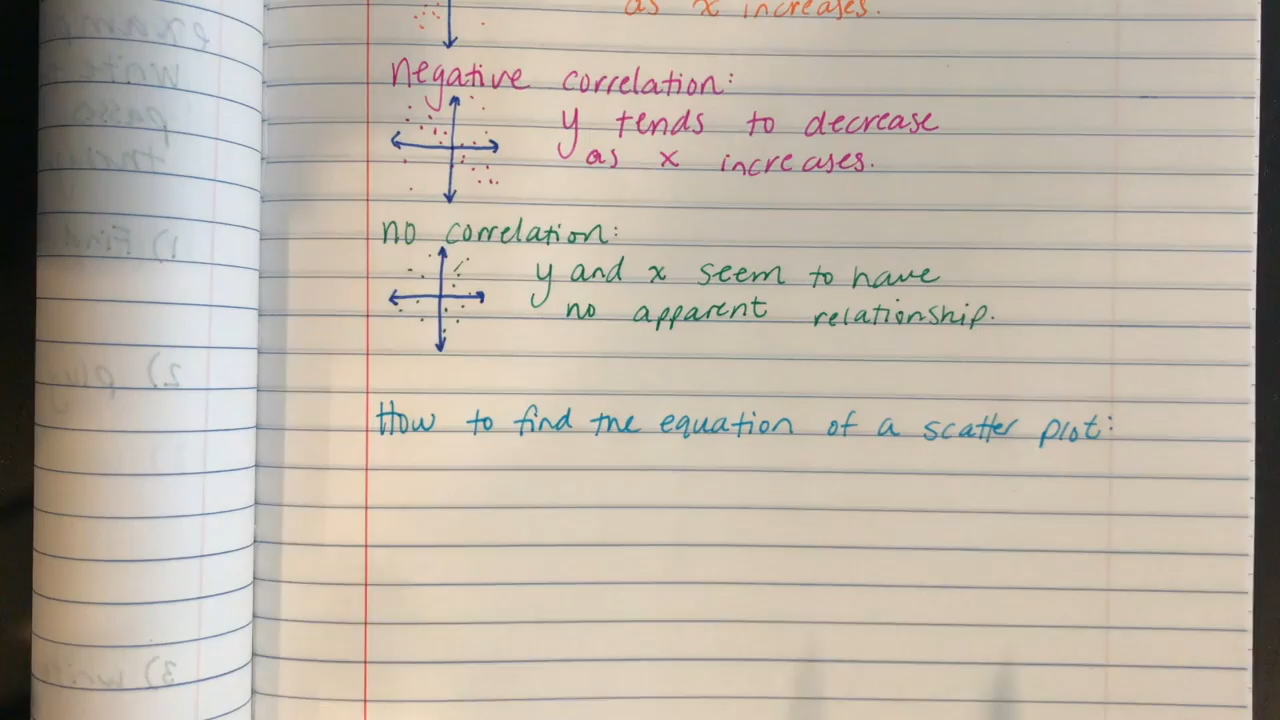 as x increases.
negative correlation:
y tends to decrease
as x increases.
no correlation:
y and x seem to have
no apparent relationship.
How to find the equation of a scatter plot: